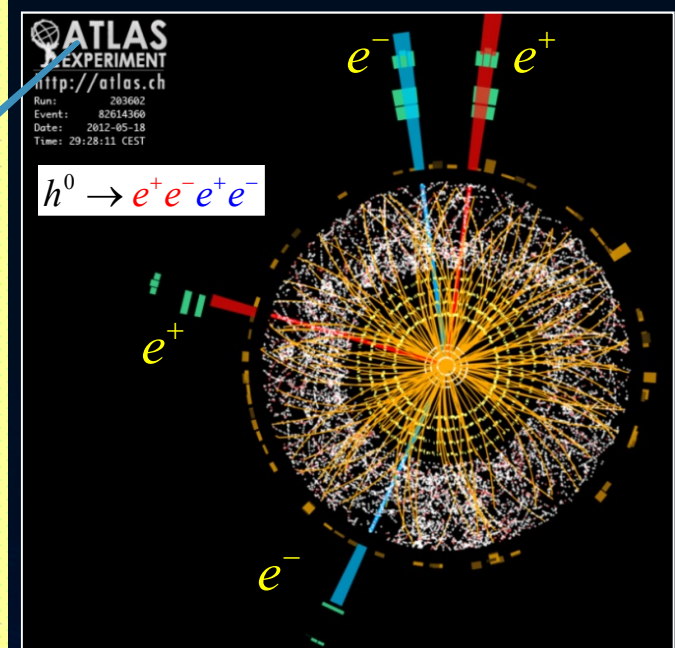 ATLAS
EXPERIMENT
http://atlas.ch
Run: 203602
Event: 82614360
Date: 2012-05-18
Time: 29:28:11 CEST
h⁰ → e⁺e⁻e⁺e⁻
e⁻
e⁺
e⁺
e⁻